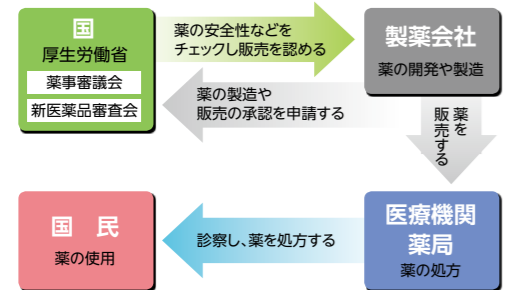 国
厚生労働省
薬事審議会
新医薬品審査会
薬の安全性などを
チェックし販売を認める
製薬会社
薬の開発や製造
薬の製造や
販売の承認を申請する
薬を
販売する
国 民
薬の使用
診察し、薬を処方する
医療機関
薬局
薬の処方